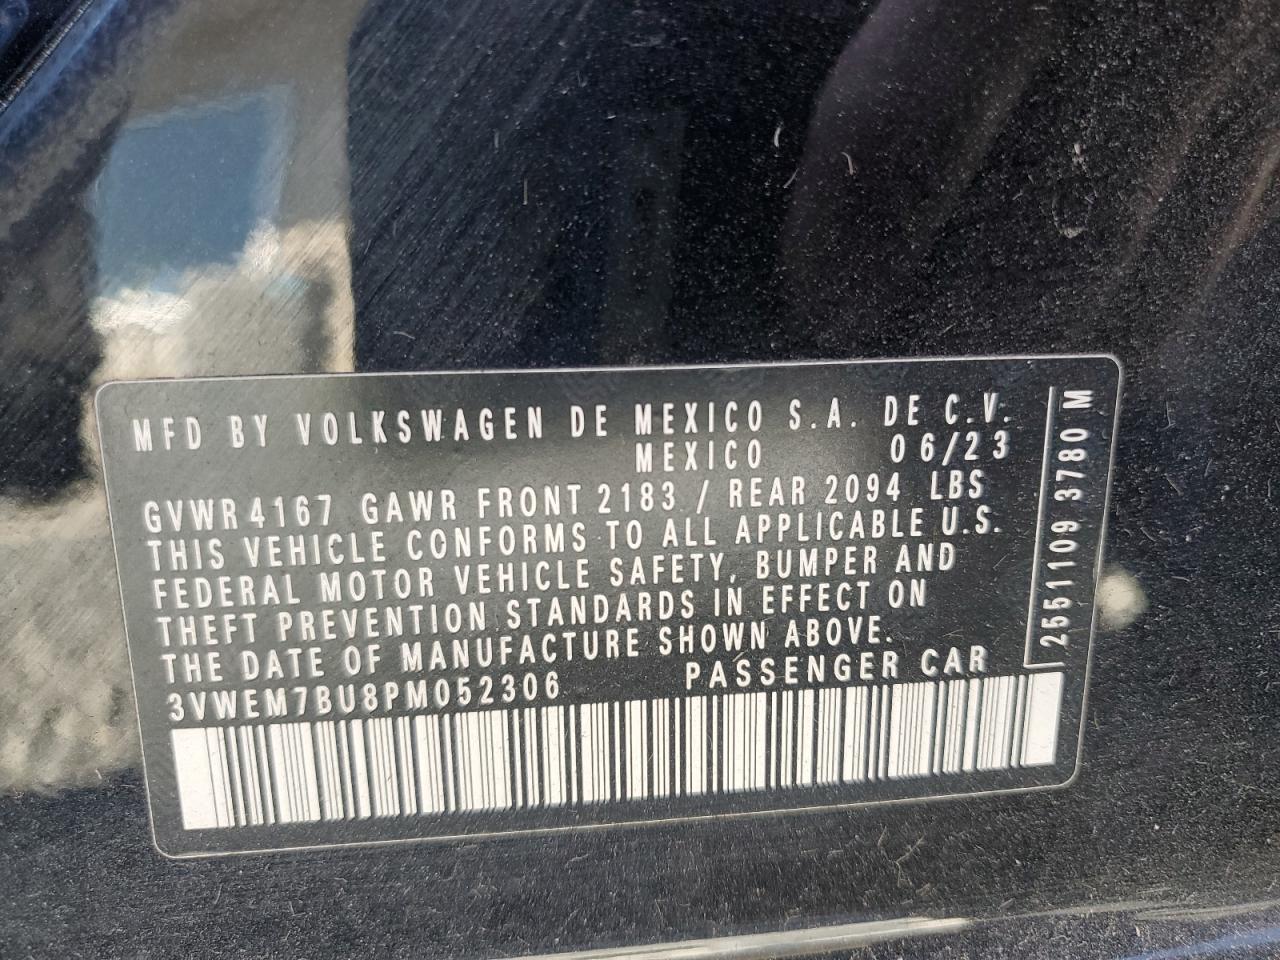 MFD BY VOLKSWAGEN DE MEXICO S.A. DE C.V.
MEXICO 06/23
GVWR 4167 GAWR FRONT 2183 / REAR 2094 LBS
THIS VEHICLE CONFORMS TO ALL APPLICABLE U.S.
FEDERAL MOTOR VEHICLE SAFETY, BUMPER AND
THEFT PREVENTION STANDARDS IN EFFECT ON
THE DATE OF MANUFACTURE SHOWN ABOVE.
3VWEM7BU8PM052306 PASSENGER CAR
2551109 3780 M